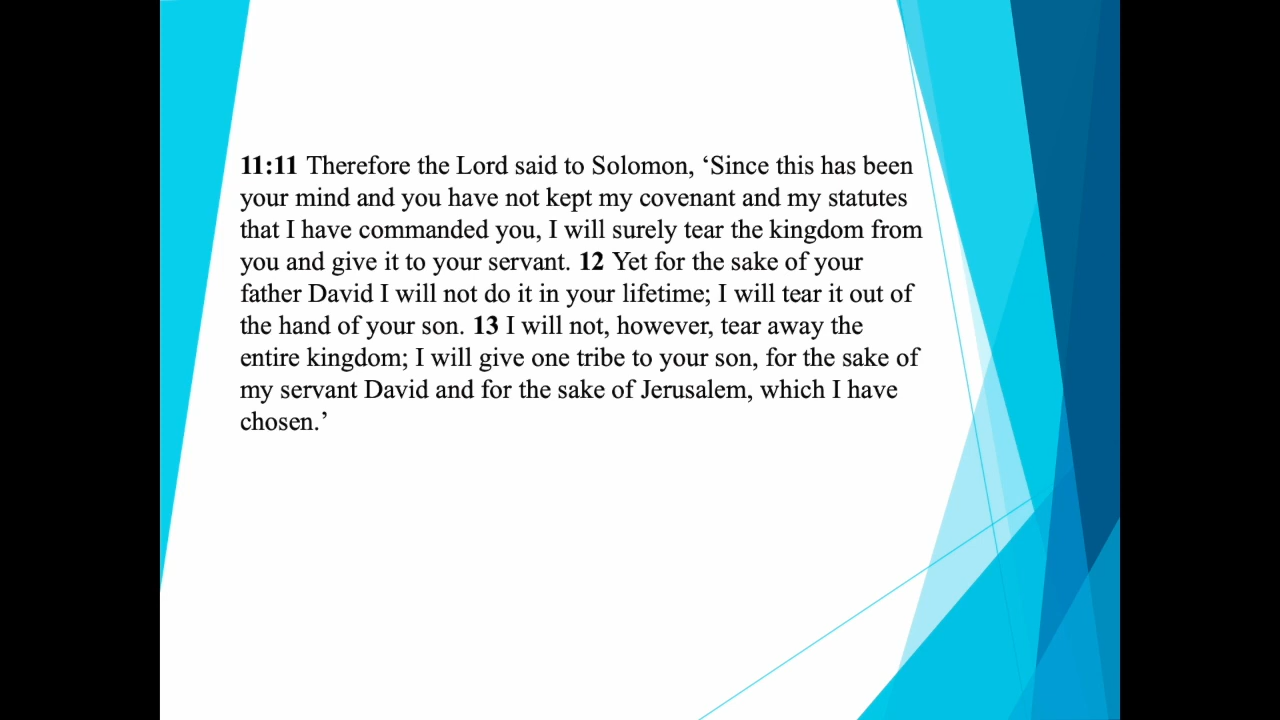 11:11 Therefore the Lord said to Solomon, ‘Since this has been
your mind and you have not kept my covenant and my statutes
that I have commanded you, I will surely tear the kingdom from
you and give it to your servant. 12 Yet for the sake of your
father David I will not do it in your lifetime; I will tear it out of
the hand of your son. 13 I will not, however, tear away the
entire kingdom; I will give one tribe to your son, for the sake of
my servant David and for the sake of Jerusalem, which I have
chosen.’